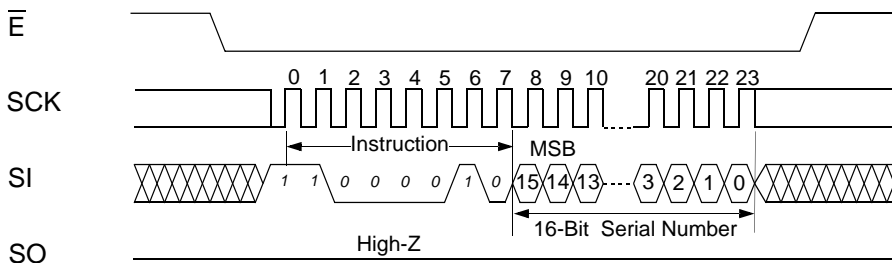 E
0 1 2 3 4 5 6 7 8 9 10 20 21 22 23
SCK
Instruction MSB
SI 1 1 0 0 0 0 1 0 15 14 13 3 2 1 0
16-Bit Serial Number
High-Z
SO